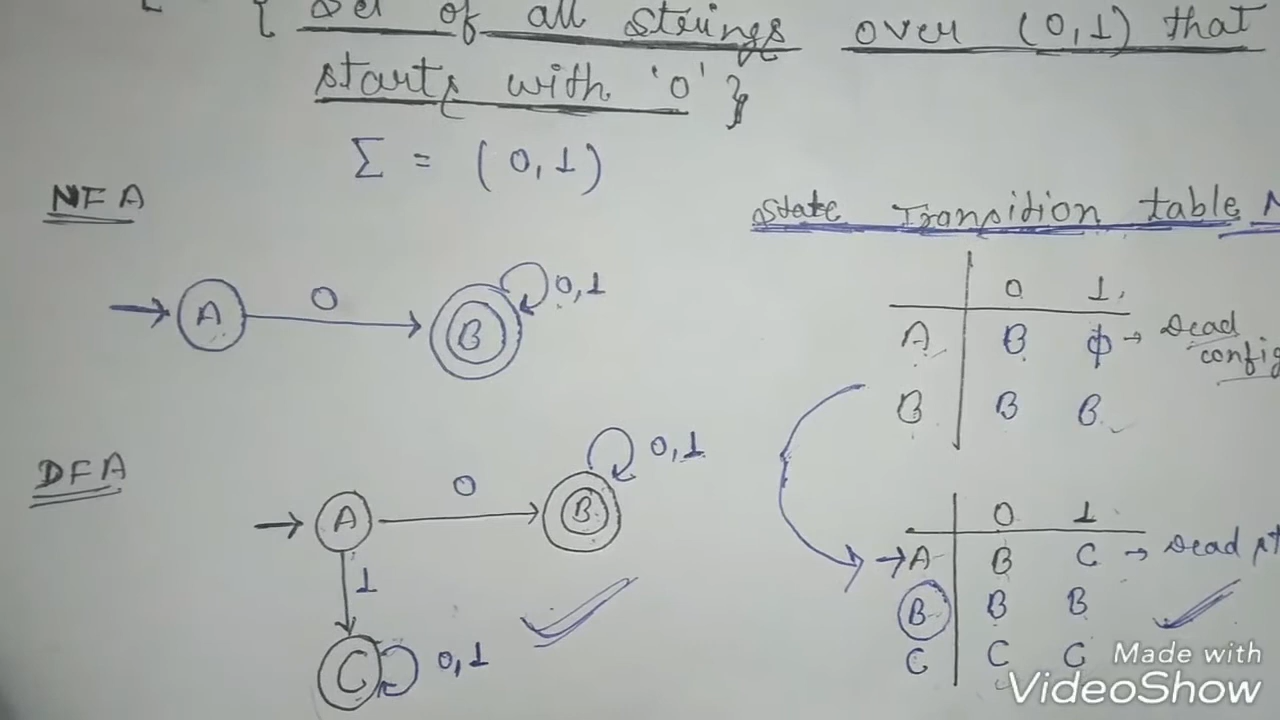 { Set of all strings over (0,1) that
starts with '0' }
Σ = (0,1)
NFA
A 0 B 0,1
State Transition table
0 1
A B ϕ → Dead
config
B B B
DFA
A 0 B 0,1
1
C 0,1
0 1
→ A B C → Dead
B B B
C C C
Made with
VideoShow